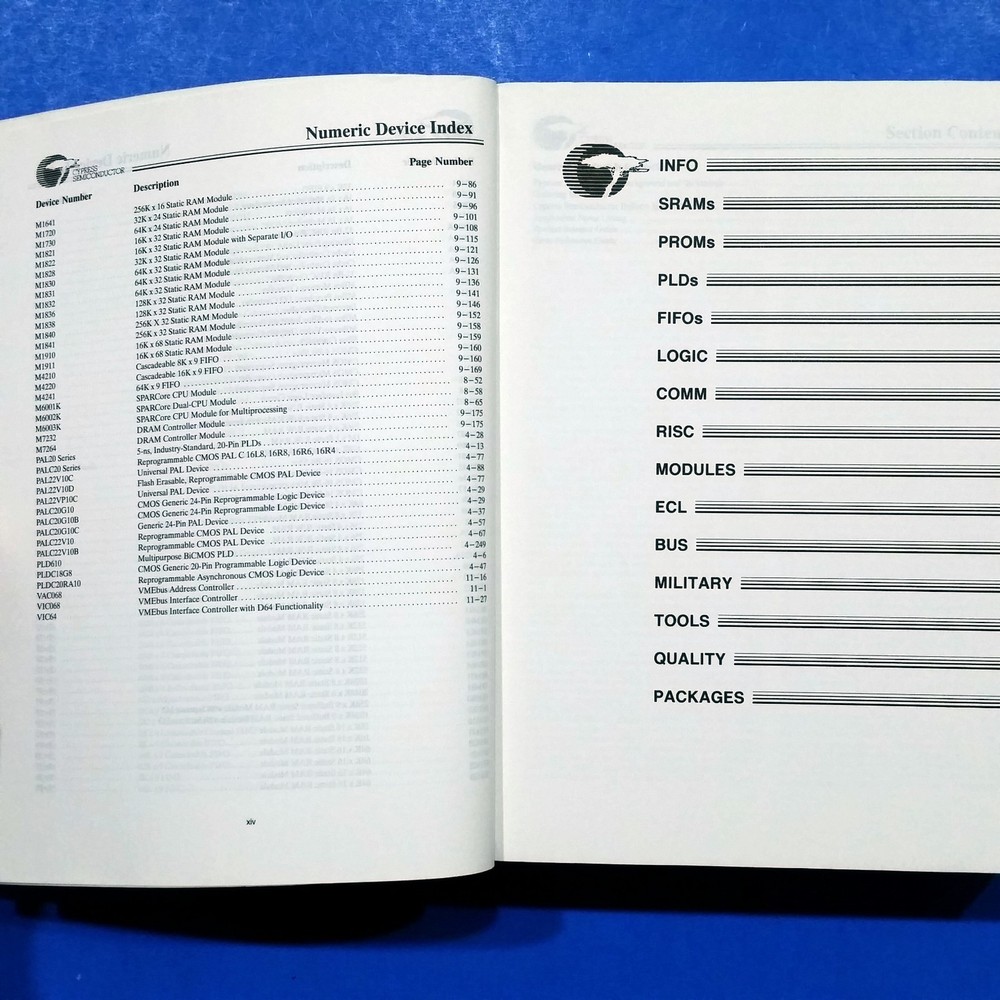 Numeric Device Index
CYPRESS
SEMICONDUCTOR
Device Number Description Page Number
M1641 256K x 16 Static RAM Module 9–86
M1720 32K x 24 Static RAM Module 9–91
M1730 64K x 24 Static RAM Module 9–96
M1821 16K x 32 Static RAM Module 9–101
M1822 16K x 32 Static RAM Module with Separate I/O 9–108
M1828 32K x 32 Static RAM Module 9–115
M1830 64K x 32 Static RAM Module 9–121
M1831 64K x 32 Static RAM Module 9–126
M1832 64K x 32 Static RAM Module 9–131
M1836 128K x 32 Static RAM Module 9–136
M1838 128K x 32 Static RAM Module 9–141
M1840 256K X 32 Static RAM Module 9–146
M1841 256K x 32 Static RAM Module 9–152
M1910 16K x 68 Static RAM Module 9–158
M1911 16K x 68 Static RAM Module 9–159
M4210 Cascadeable 8K x 9 FIFO 9–160
M4220 Cascadeable 16K x 9 FIFO 9–160
M4241 64K x 9 FIFO 9–169
M6001K SPARCore CPU Module 8–52
M6002K SPARCore Dual-CPU Module 8–58
M6003K SPARCore CPU Module for Multiprocessing 8–65
M7232 DRAM Controller Module 9–175
M7264 DRAM Controller Module 9–175
PAL20 Series 5-ns, Industry-Standard, 20-Pin PLDs 4–28
PALC20 Series Reprogrammable CMOS PAL C 16L8, 16R8, 16R6, 16R4 4–13
PAL22V10C Universal PAL Device 4–77
PAL22V10D Flash Erasable, Reprogrammable CMOS PAL Device 4–88
PAL22VP10C Universal PAL Device 4–77
PALC20G10 CMOS Generic 24-Pin Reprogrammable Logic Device 4–29
PALC20G10B CMOS Generic 24-Pin Reprogrammable Logic Device 4–29
PALC20G10C Generic 24-Pin PAL Device 4–37
PALC22V10 Reprogrammable CMOS PAL Device 4–57
PALC22V10B Reprogrammable CMOS PAL Device 4–67
PLD610 Multipurpose BiCMOS PLD 4–249
PLDC18G8 CMOS Generic 20-Pin Programmable Logic Device 4–6
PLDC20RA10 Reprogrammable Asynchronous CMOS Logic Device 4–47
VAC068 VMEbus Address Controller 11–16
VIC068 VMEbus Interface Controller 11–1
VIC64 VMEbus Interface Controller with D64 Functionality 11–27
xiv
INFO
SRAMs
PROMs
PLDs
FIFOs
LOGIC
COMM
RISC
MODULES
ECL
BUS
MILITARY
TOOLS
QUALITY
PACKAGES